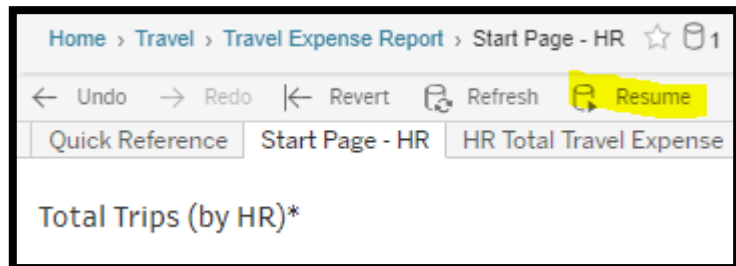 Home › Travel › Travel Expense Report › Start Page - HR 1
Undo Redo Revert Refresh Resume
Quick Reference Start Page - HR HR Total Travel Expense
Total Trips (by HR)*